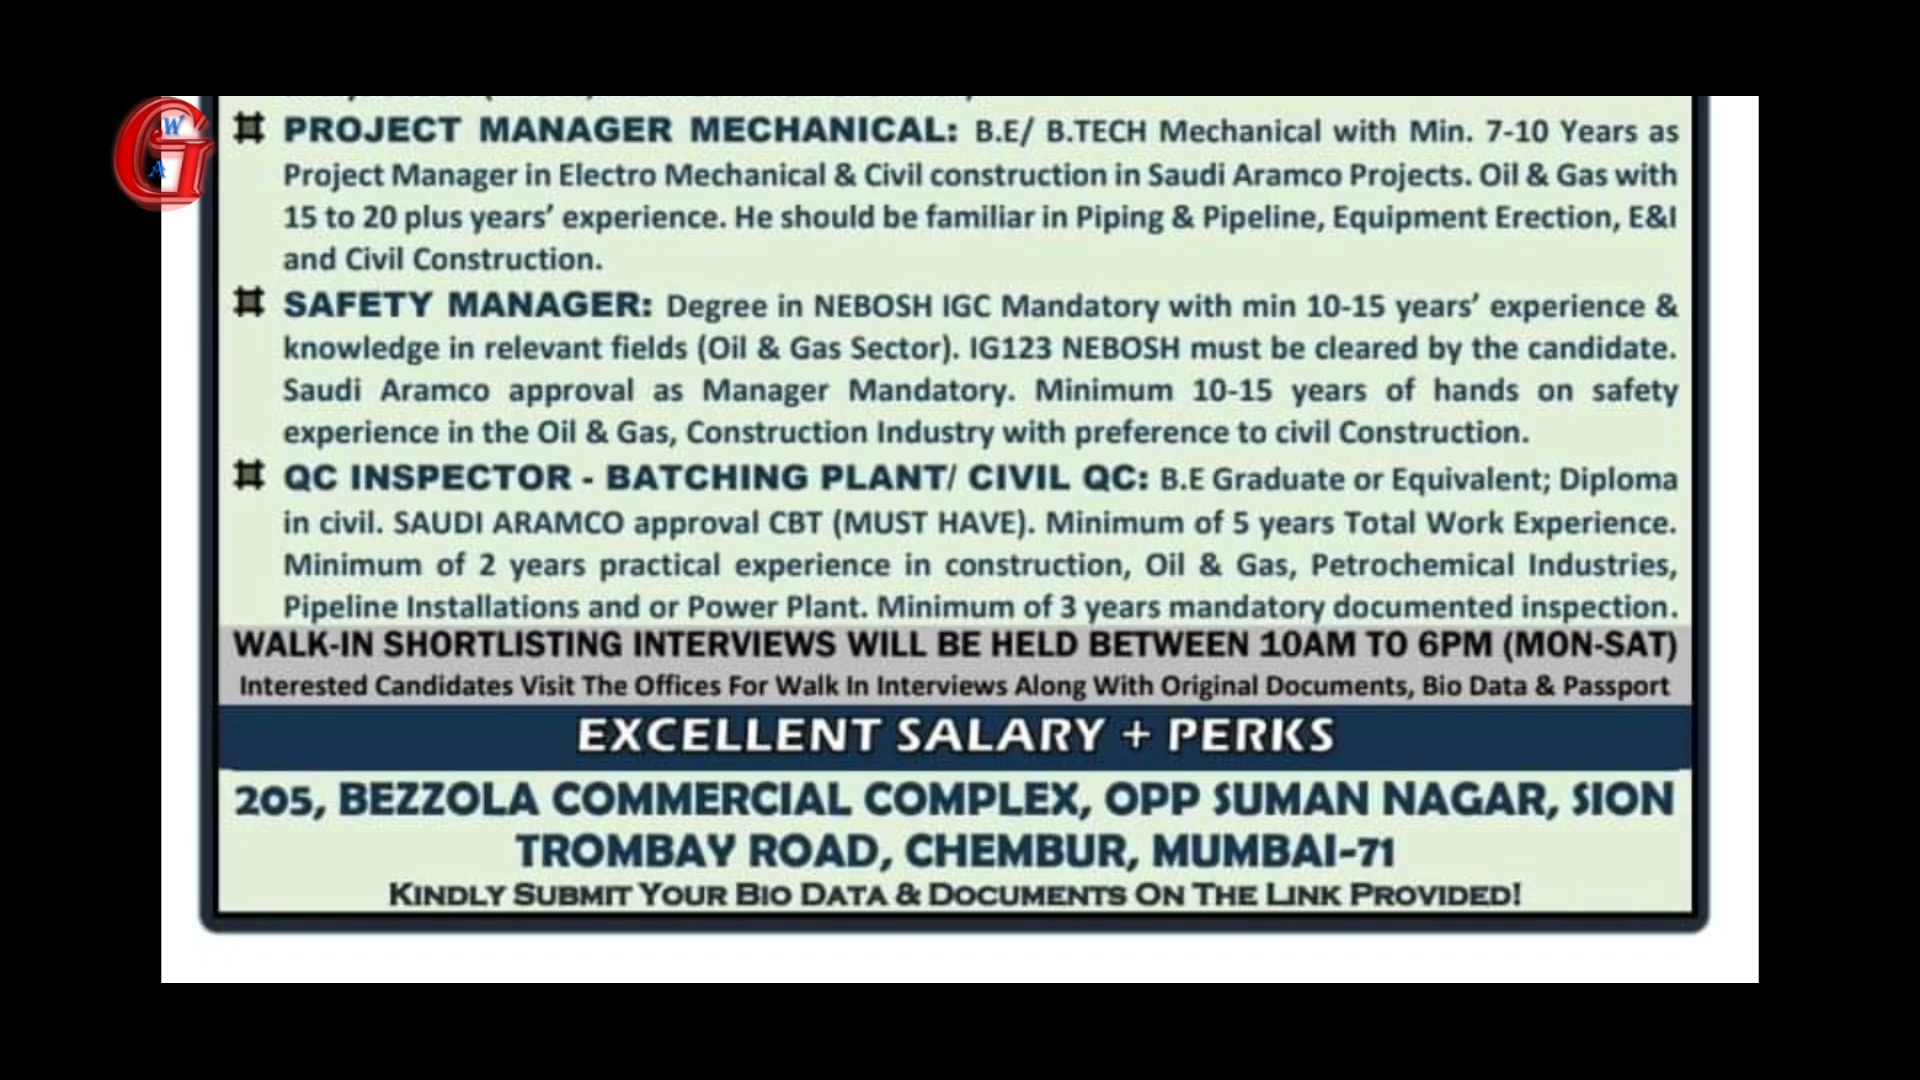 PROJECT MANAGER MECHANICAL: B.E/ B.TECH Mechanical with Min. 7-10 Years as
Project Manager in Electro Mechanical & Civil construction in Saudi Aramco Projects. Oil & Gas with
15 to 20 plus years' experience. He should be familiar in Piping & Pipeline, Equipment Erection, E&I
and Civil Construction.
SAFETY MANAGER: Degree in NEBOSH IGC Mandatory with min 10-15 years' experience &
knowledge in relevant fields (Oil & Gas Sector). IG123 NEBOSH must be cleared by the candidate.
Saudi Aramco approval as Manager Mandatory. Minimum 10-15 years of hands on safety
experience in the Oil & Gas, Construction Industry with preference to civil Construction.
QC INSPECTOR - BATCHING PLANT/ CIVIL QC: B.E Graduate or Equivalent; Diploma
in civil. SAUDI ARAMCO approval CBT (MUST HAVE). Minimum of 5 years Total Work Experience.
Minimum of 2 years practical experience in construction, Oil & Gas, Petrochemical Industries,
Pipeline Installations and or Power Plant. Minimum of 3 years mandatory documented inspection.
WALK-IN SHORTLISTING INTERVIEWS WILL BE HELD BETWEEN 10AM TO 6PM (MON-SAT)
Interested Candidates Visit The Offices For Walk In Interviews Along With Original Documents, Bio Data & Passport
EXCELLENT SALARY + PERKS
205, BEZZOLA COMMERCIAL COMPLEX, OPP SUMAN NAGAR, SION
TROMBAY ROAD, CHEMBUR, MUMBAI-71
KINDLY SUBMIT YOUR BIO DATA & DOCUMENTS ON THE LINK PROVIDED!
G
W
A